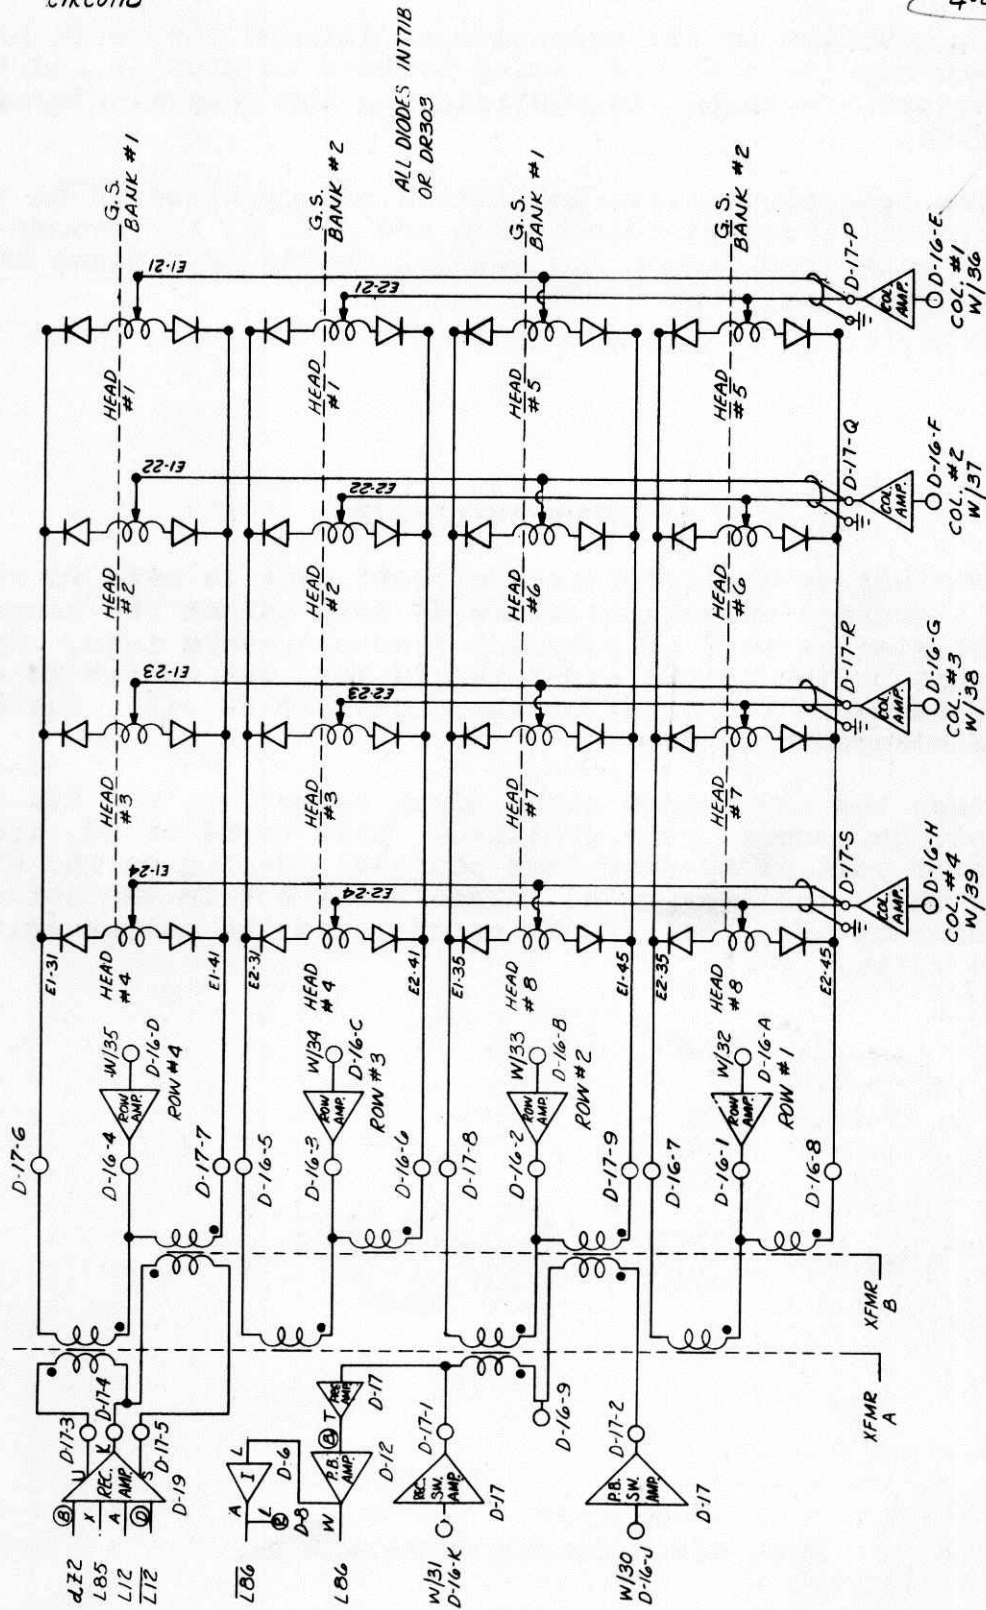 CIRCUITS
ALL DIODES INT71B
OR DR303
G.S.
BANK #1
G.S.
BANK #2
G.S.
BANK #1
G.S.
BANK #2
E1-21
E2-21
HEAD
#1
HEAD
#1
HEAD
#5
HEAD
#5
D-17-P
COL.
AMP.
D-16-E
COL. #1
W/36
E1-22
E2-22
HEAD
#2
HEAD
#2
HEAD
#6
HEAD
#6
D-17-Q
COL.
AMP.
D-16-F
COL. #2
W/37
E1-23
E2-23
HEAD
#3
HEAD
#3
HEAD
#7
HEAD
#7
D-17-R
COL.
AMP.
D-16-G
COL. #3
W/38
E1-24
E2-24
HEAD
#4
HEAD
#4
HEAD
#8
HEAD
#8
D-17-S
COL.
AMP.
D-16-H
COL. #4
W/39
E1-31
E1-41
E2-31
E2-41
E1-35
E1-45
E2-35
E2-45
W/35
D-16-D
ROW
AMP.
ROW #4
W/34
D-16-C
ROW
AMP.
ROW #3
W/33
D-16-B
ROW
AMP.
ROW #2
W/32
D-16-A
ROW
AMP.
ROW #1
D-17-6
D-16-4
D-17-7
D-16-5
D-16-3
D-16-6
D-17-8
D-16-2
D-17-9
D-16-7
D-16-1
D-16-8
XFMR
B
XFMR
A
D-17-3
D-17-4
D-17-5
U
K
S
REC.
AMP.
D-19
B
X
A
D
dZ2
L85
L12
L12
L
I
D-6
A
L
D-8
L86
T
D-17
P.B.
AMP.
D-12
W
L86
D-17-1
REC.
SW.
AMP.
D-17
W/31
D-16-K
D-16-9
D-17-2
P.B.
SW.
AMP.
D-17
W/30
D-16-J